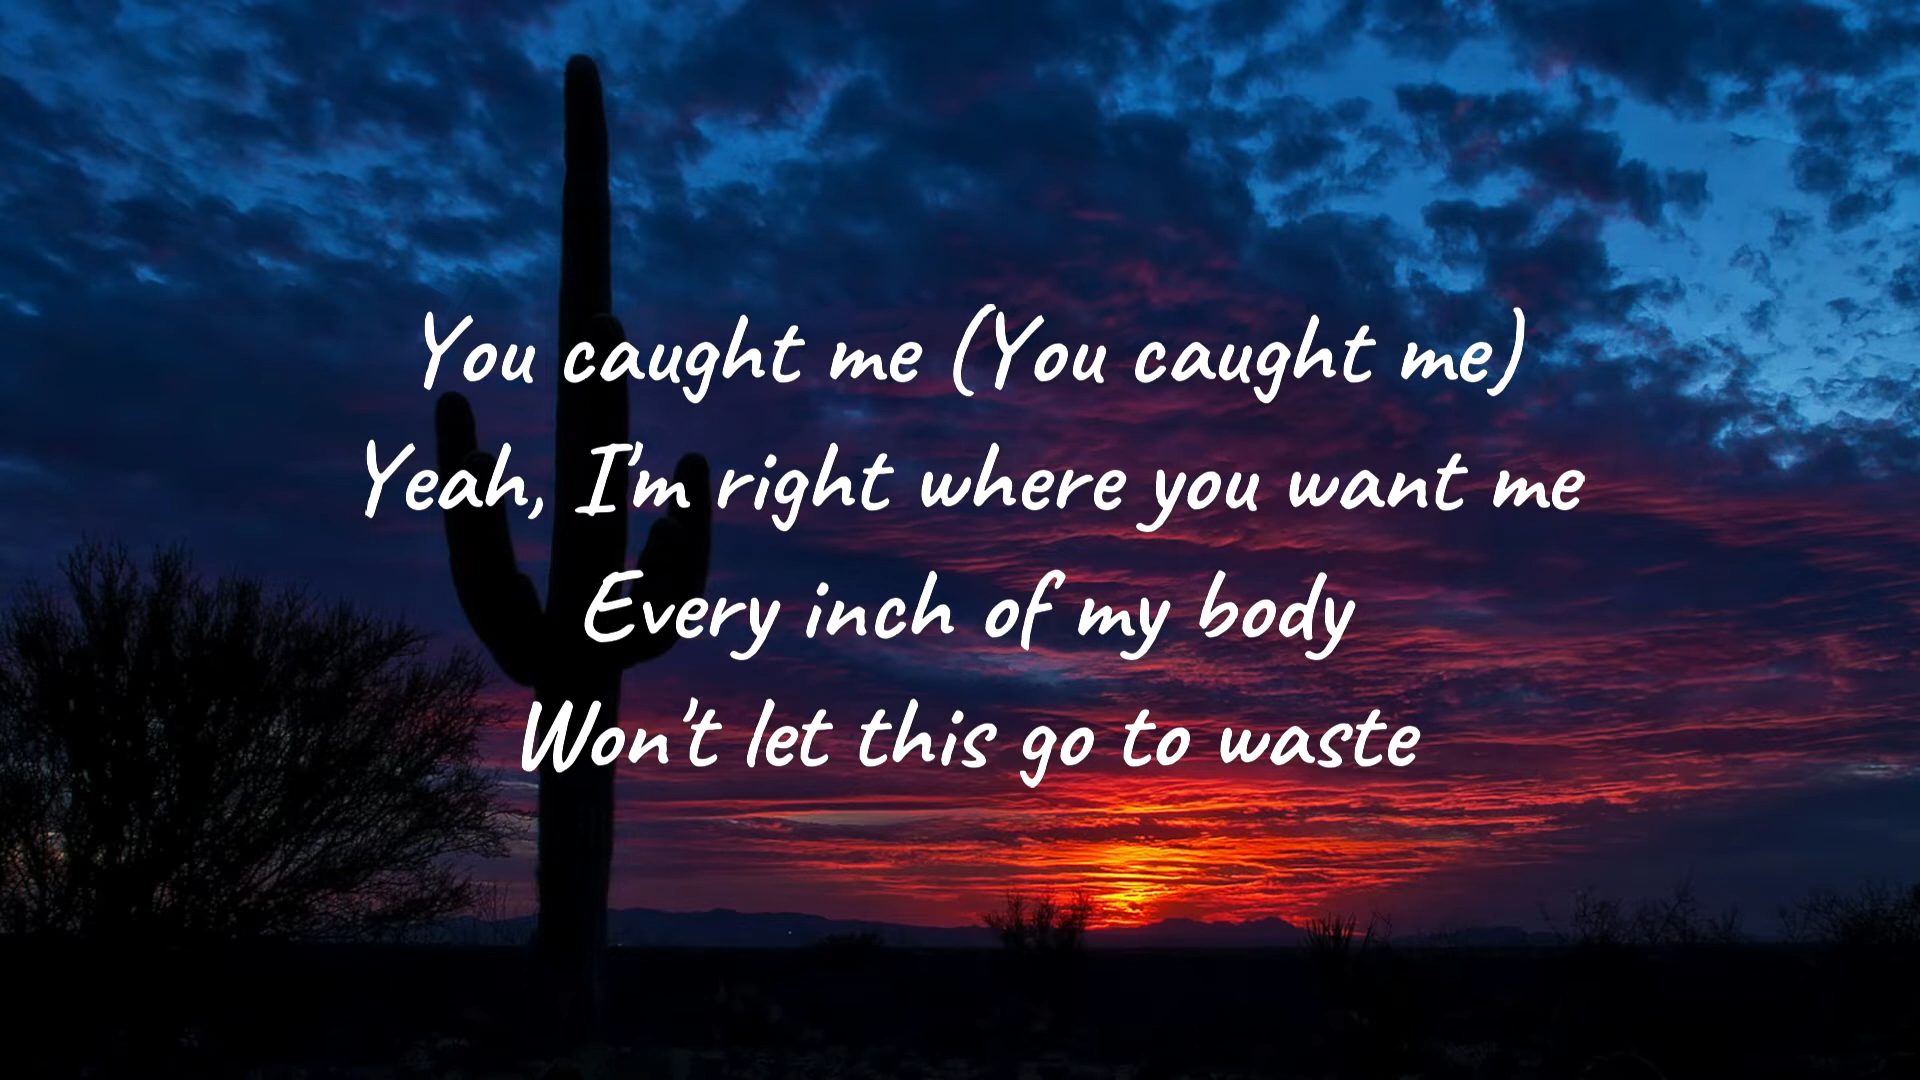 You caught me (You caught me)
Yeah, I'm right where you want me
Every inch of my body
Won't let this go to waste